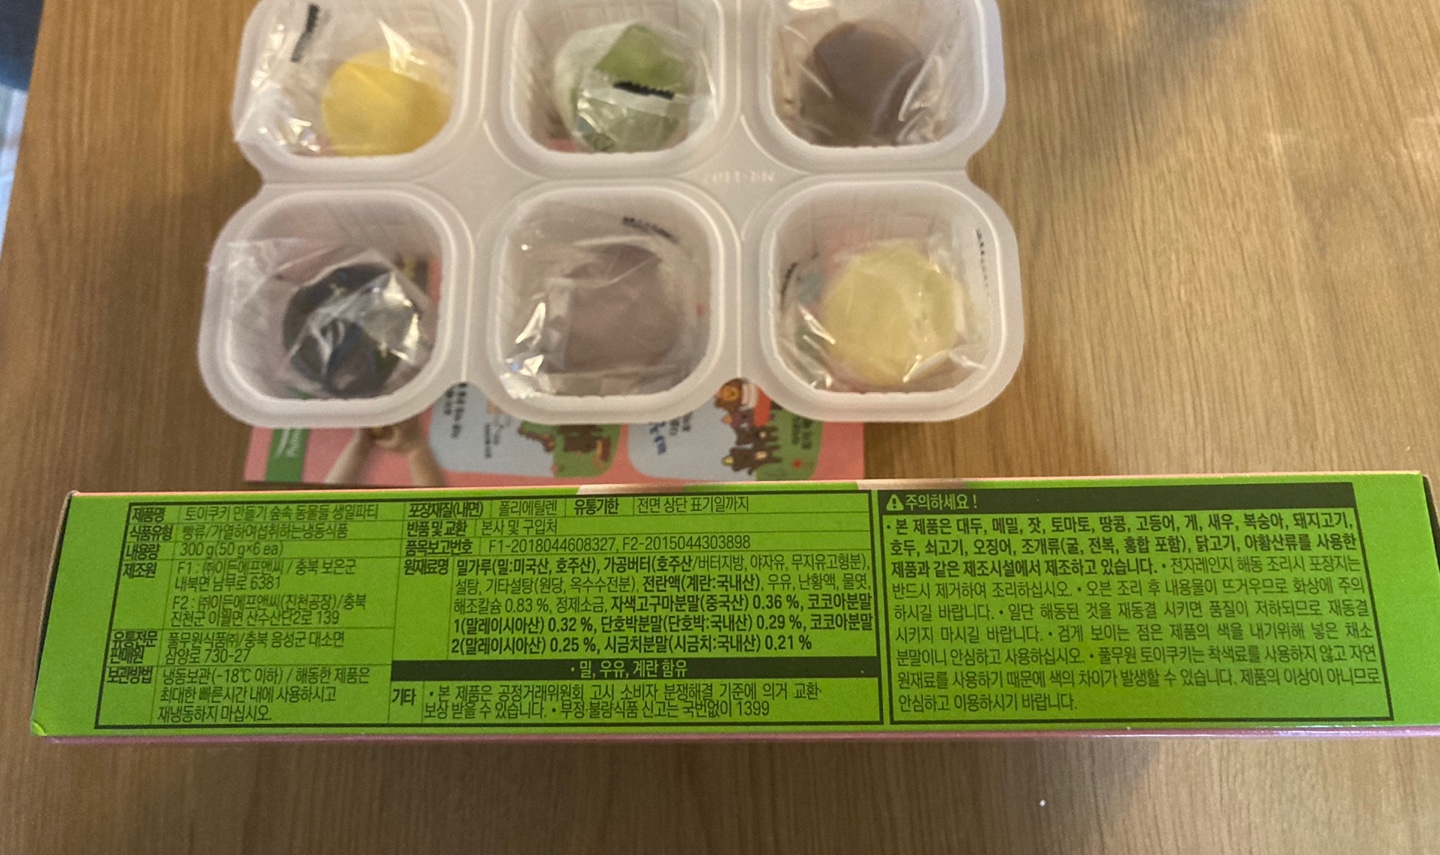 제품명 토이쿠키 만들기 숲속 동물들 생일파티
식품유형 빵류/가열하여섭취하는냉동식품
내용량 300 g(50 g×6 ea)
제조원 F1 : ㈜이든에프앤씨 / 충북 보은군
내북면 남부로 6381
F2 : ㈜이든에프앤씨(진천공장)/충북
진천군 이월면 진수산단2로 139
유통전문판매원 풀무원식품㈜/충북 음성군 대소면
삼양로 730-27
보관방법 냉동보관(-18℃ 이하) / 해동한 제품은
최대한 빠른시간 내에 사용하시고
재냉동하지 마십시오.
포장재질(내면) 폴리에틸렌 유통기한 전면 상단 표기일까지
반품 및 교환 본사 및 구입처
품목보고번호 F1-2018044608327, F2-2015044303898
원재료명 밀가루(밀:미국산, 호주산), 가공버터(호주산/버터지방, 야자유, 무지유고형분),
설탕, 기타설탕(원당, 옥수수전분), 전란액(계란:국내산), 우유, 난황액, 물엿,
해조칼슘 0.83 %, 정제소금, 자색고구마분말(중국산) 0.36 %, 코코아분말
1(말레이시아산) 0.32 %, 단호박분말(단호박:국내산) 0.29 %, 코코아분말
2(말레이시아산) 0.25 %, 시금치분말(시금치:국내산) 0.21 %
• 밀, 우유, 계란 함유
기타 • 본 제품은 공정거래위원회 고시 소비자 분쟁해결 기준에 의거 교환·
보상 받을 수 있습니다. • 부정·불량식품 신고는 국번없이 1399
주의하세요 !
• 본 제품은 대두, 메밀, 잣, 토마토, 땅콩, 고등어, 게, 새우, 복숭아, 돼지고기,
호두, 쇠고기, 오징어, 조개류(굴, 전복, 홍합 포함), 닭고기, 아황산류를 사용한
제품과 같은 제조시설에서 제조하고 있습니다. • 전자레인지 해동 조리시 포장지는
반드시 제거하여 조리하십시오. • 오븐 조리 후 내용물이 뜨거우므로 화상에 주의
하시길 바랍니다. • 일단 해동된 것을 재동결 시키면 품질이 저하되므로 재동결
시키지 마시길 바랍니다. • 검게 보이는 점은 제품의 색을 내기위해 넣은 채소
분말이니 안심하고 사용하십시오. • 풀무원 토이쿠키는 착색료를 사용하지 않고 자연
원재료를 사용하기 때문에 색의 차이가 발생할 수 있습니다. 제품의 이상이 아니므로
안심하고 이용하시기 바랍니다.